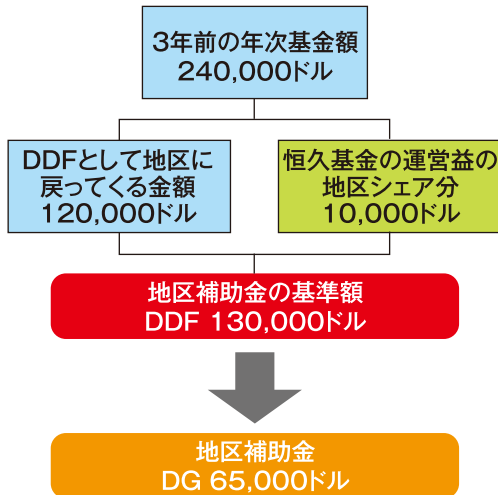 3年前の年次基金額
240,000ドル
DDFとして地区に
戻ってくる金額
120,000ドル
恒久基金の運営益の
地区シェア分
10,000ドル
地区補助金の基準額
DDF 130,000ドル
地区補助金
DG 65,000ドル